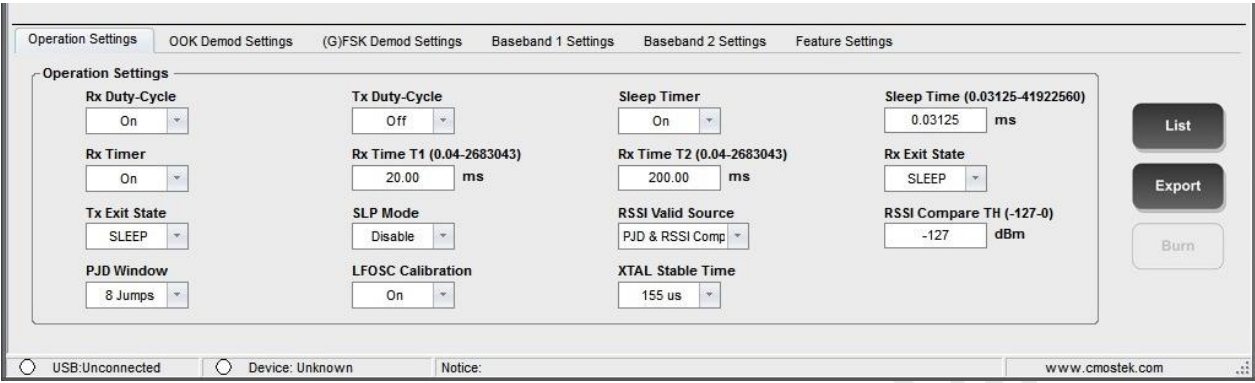 Operation Settings OOK Demod Settings (G)FSK Demod Settings Baseband 1 Settings Baseband 2 Settings Feature Settings
Operation Settings
Rx Duty-Cycle Tx Duty-Cycle Sleep Timer Sleep Time (0.03125-41922560)
On Off On 0.03125 ms
List
Rx Timer Rx Time T1 (0.04-2683043) Rx Time T2 (0.04-2683043) Rx Exit State
On 20.00 ms 200.00 ms SLEEP
Export
Tx Exit State SLP Mode RSSI Valid Source RSSI Compare TH (-127-0)
SLEEP Disable PJD & RSSI Comp -127 dBm
Burn
PJD Window LFOSC Calibration XTAL Stable Time
8 Jumps On 155 us
USB:Unconnected Device: Unknown Notice: www.cmostek.com